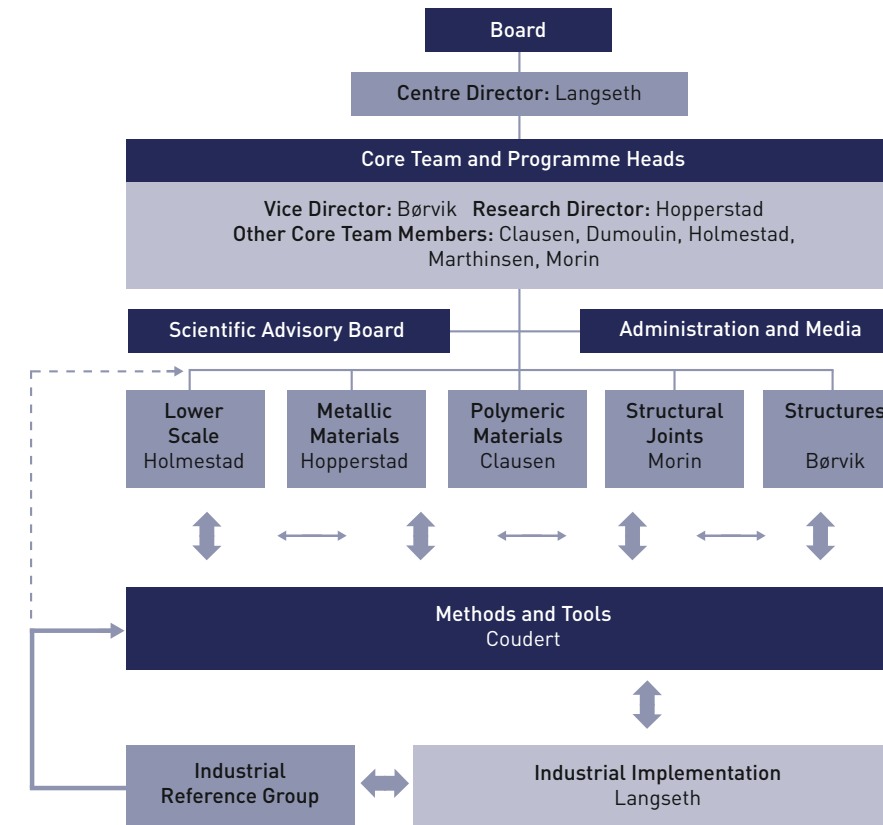 Board
Centre Director: Langseth
Core Team and Programme Heads
Vice Director: Børvik Research Director: Hopperstad
Other Core Team Members: Clausen, Dumoulin, Holmestad,
Marthinsen, Morin
Scientific Advisory Board
Administration and Media
Lower
Scale
Holmestad
Metallic
Materials
Hopperstad
Polymeric
Materials
Clausen
Structural
Joints
Morin
Structures
Børvik
Methods and Tools
Coudert
Industrial
Reference Group
Industrial Implementation
Langseth